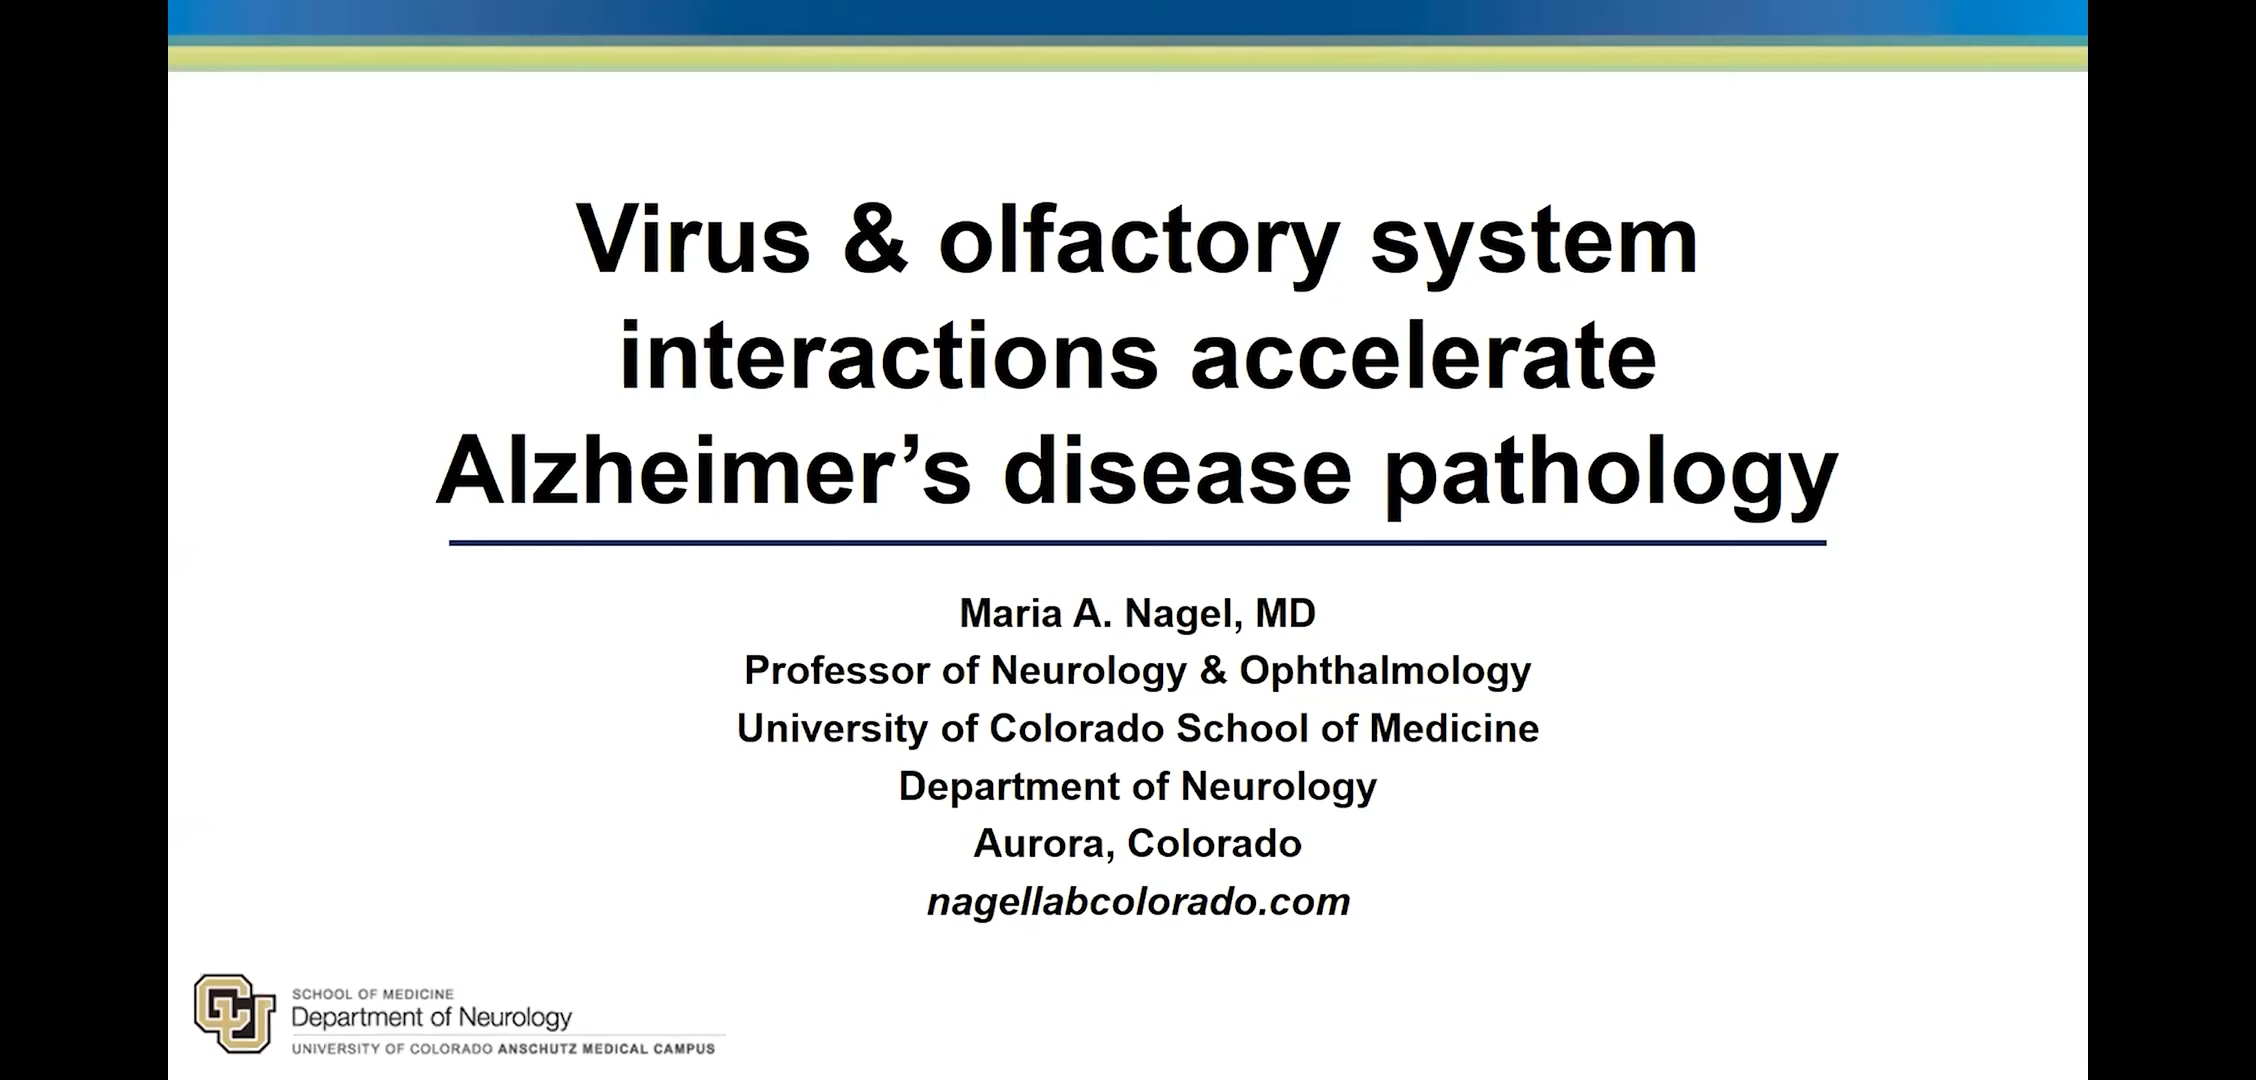 Virus & olfactory system
interactions accelerate
Alzheimer’s disease pathology
Maria A. Nagel, MD
Professor of Neurology & Ophthalmology
University of Colorado School of Medicine
Department of Neurology
Aurora, Colorado
nagellabcolorado.com
CU
SCHOOL OF MEDICINE
Department of Neurology
UNIVERSITY OF COLORADO ANSCHUTZ MEDICAL CAMPUS